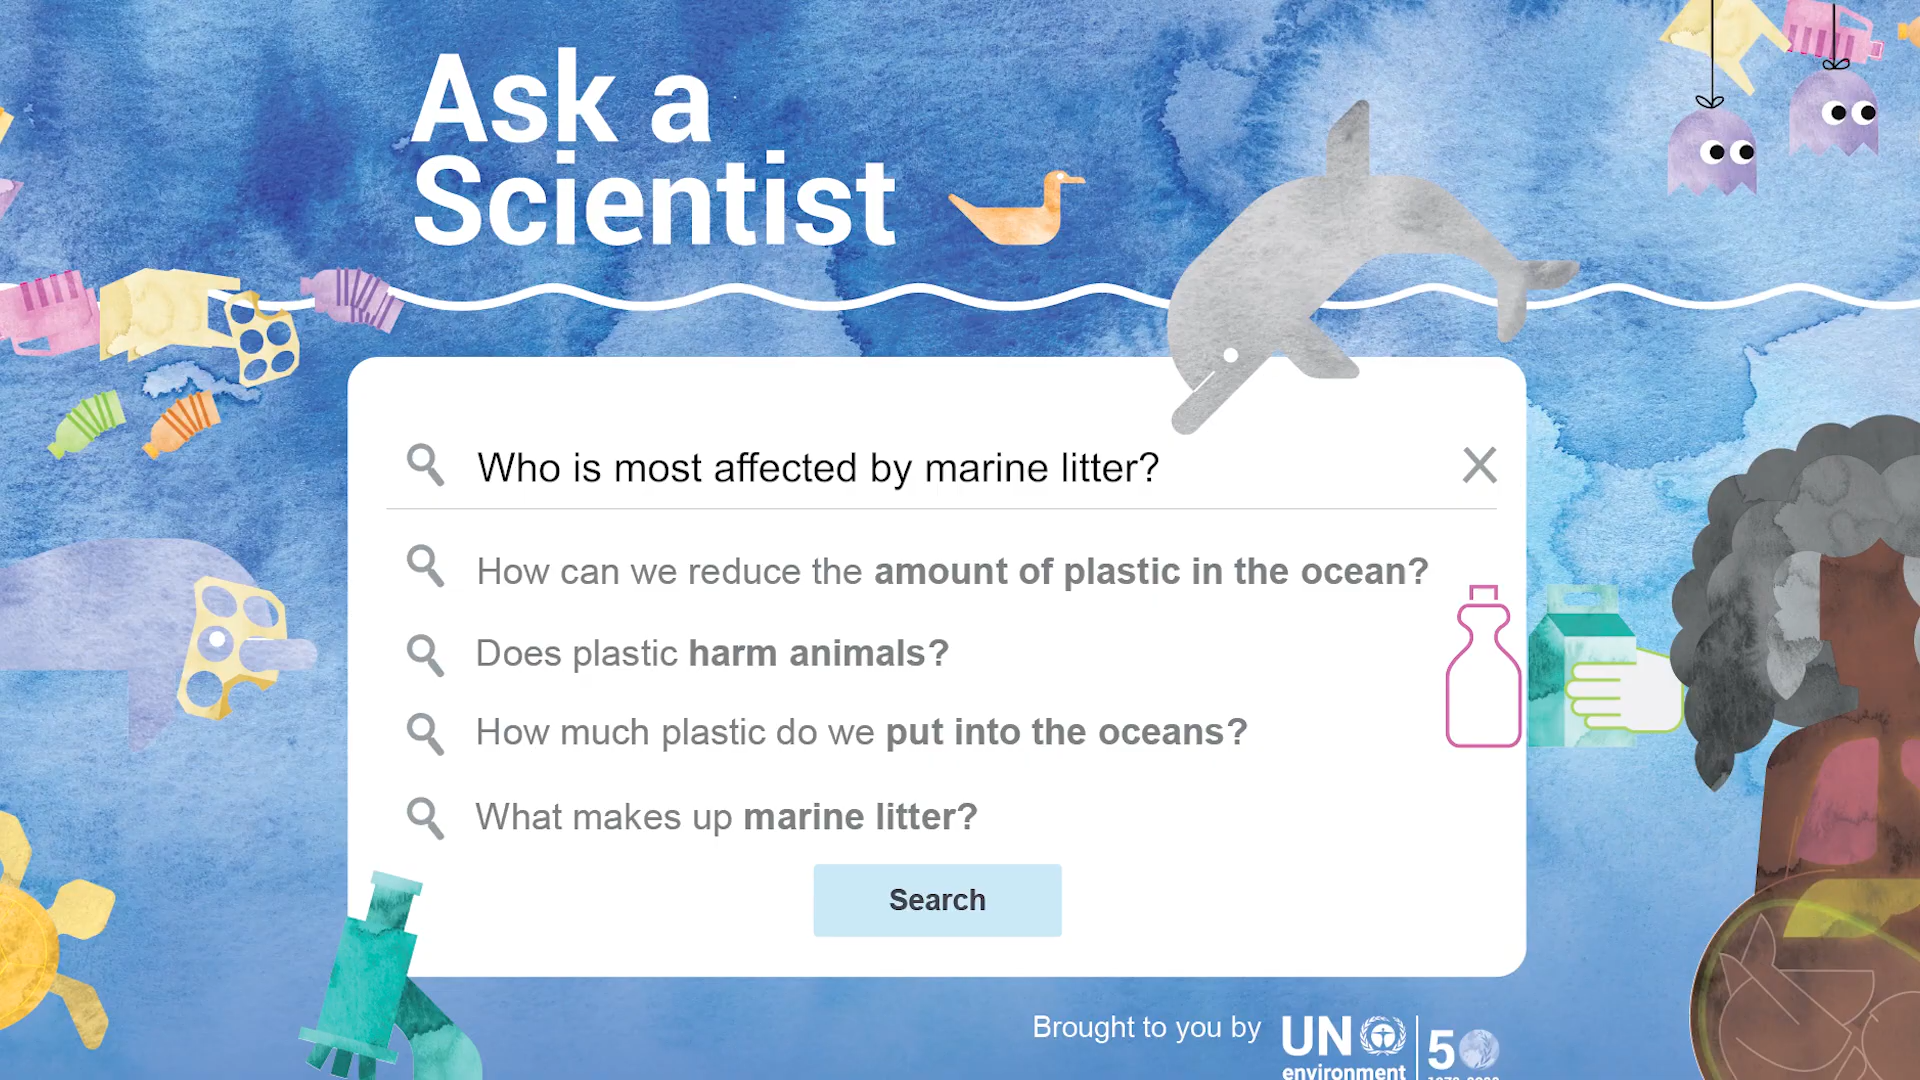 Ask a
Scientist
Who is most affected by marine litter?
How can we reduce the amount of plastic in the ocean?
Does plastic harm animals?
How much plastic do we put into the oceans?
What makes up marine litter?
Search
Brought to you by
UN
environment
50